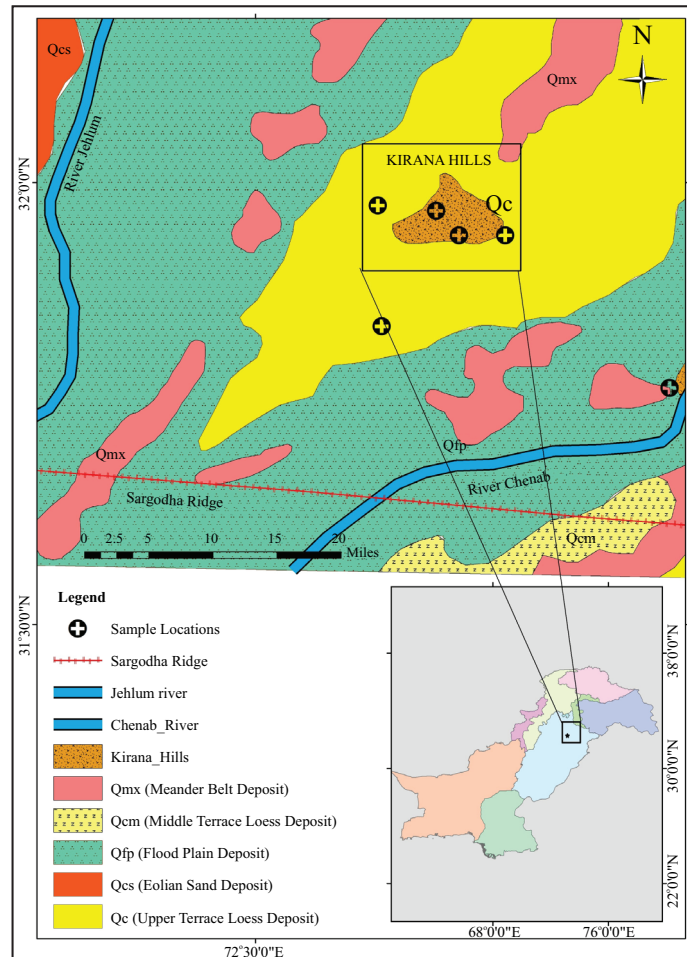 Qcs
N
Qmx
River Jehlum
KIRANA HILLS
Qc
32°0'0"N
Qmx
Qfp
River Chenab
Sargodha Ridge
Qcm
0 2.5 5 10 15 20
Miles
31°30'0"N
Legend
Sample Locations
Sargodha Ridge
Jehlum river
Chenab_River
Kirana_Hills
Qmx (Meander Belt Deposit)
Qcm (Middle Terrace Loess Deposit)
Qfp (Flood Plain Deposit)
Qcs (Eolian Sand Deposit)
Qc (Upper Terrace Loess Deposit)
38°0'0"N
30°0'0"N
22°0'0"N
68°0'0"E 76°0'0"E
72°30'0"E